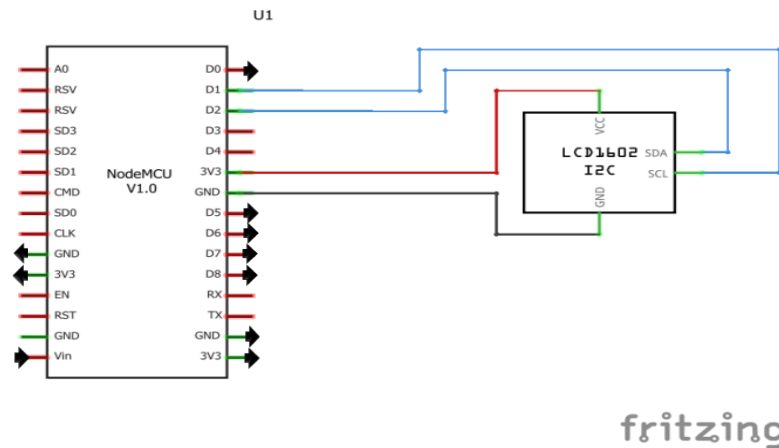 U1
A0
RSV
RSV
SD3
SD2
SD1
CMD
SD0
CLK
GND
3V3
EN
RST
GND
Vin
NodeMCU
V1.0
D0
D1
D2
D3
D4
3V3
GND
D5
D6
D7
D8
RX
TX
GND
3V3
VCC
LCD1602
I2C
SDA
SCL
GND
fritzing